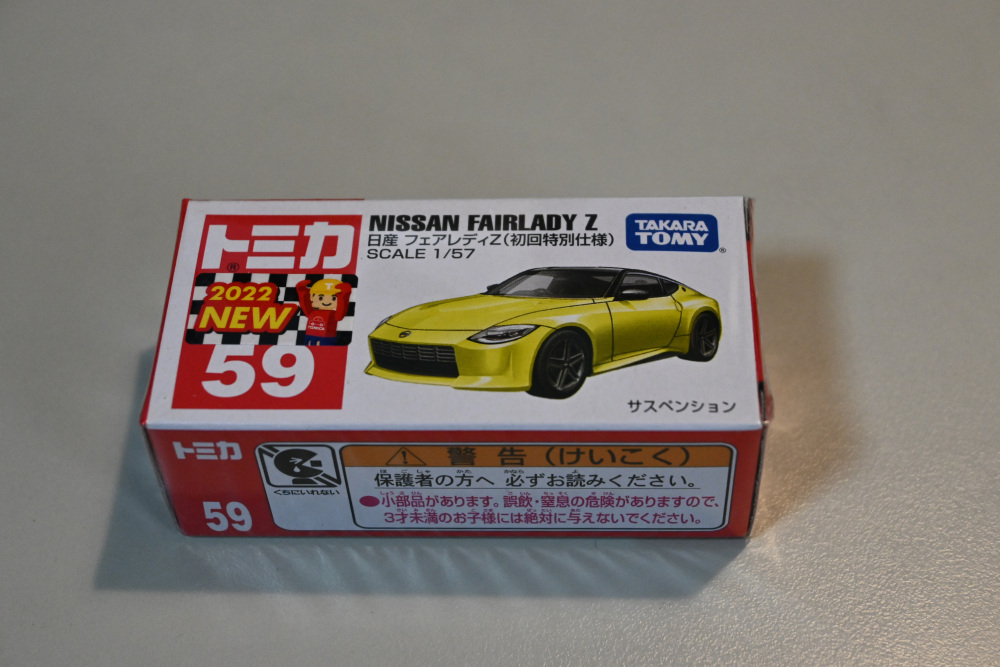 トミカ
®
2022
NEW
59
NISSAN FAIRLADY Z
日産 フェアレディZ(初回特別仕様)
SCALE 1/57
TAKARA
TOMY
®
サスペンション
トミカ
59
くちにいれない
警告(けいこく)
保護者の方へ 必ずお読みください。
●小部品があります。誤飲・窒息の危険がありますので、
3才未満のお子様には絶対に与えないでください。